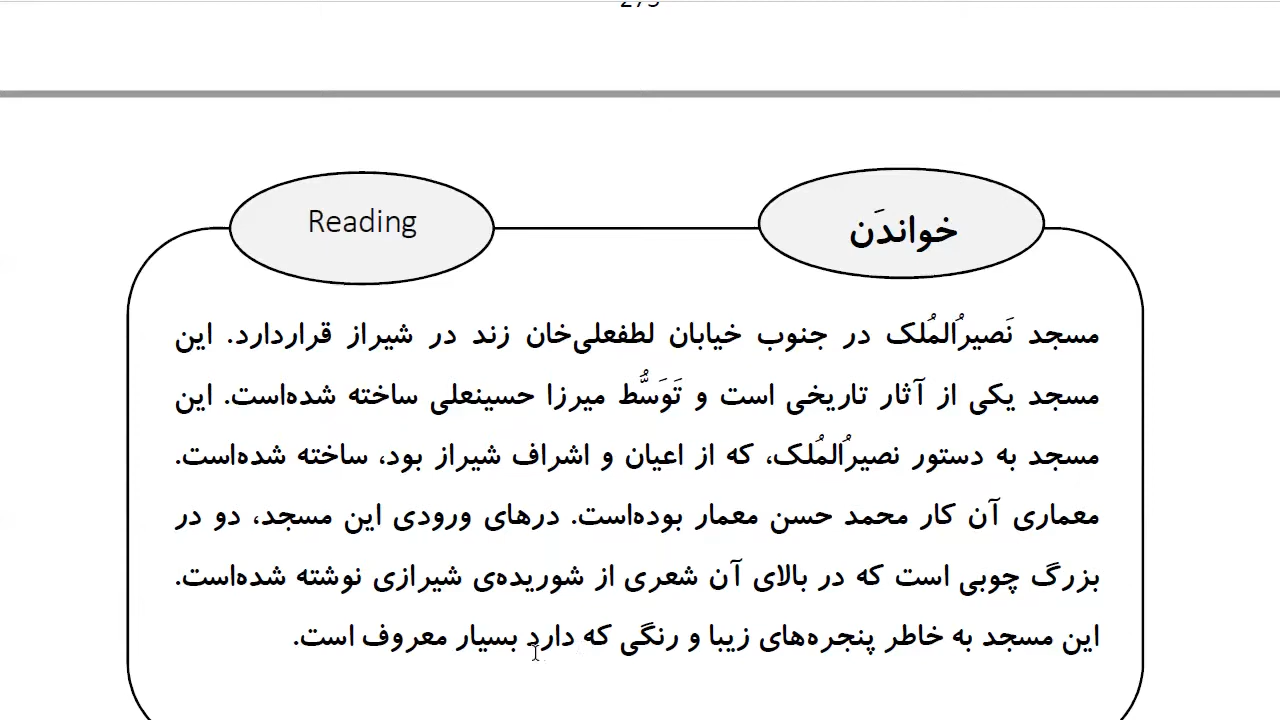 خواندَن
Reading
مسجد نَصیرُالمُلک در جنوب خیابان لطفعلی‌خان زند در شیراز قراردارد. این
مسجد یکی از آثار تاریخی است و تَوَسُّط میرزا حسینعلی ساخته شده‌است. این
مسجد به دستور نصیرُالمُلک، که از اعیان و اشراف شیراز بود، ساخته شده‌است.
معماری آن کار محمد حسن معمار بوده‌است. درهای ورودی این مسجد، دو در
بزرگ چوبی است که در بالای آن شعری از شوریده‌ی شیرازی نوشته شده‌است.
این مسجد به خاطر پنجره‌های زیبا و رنگی که دارد بسیار معروف است.